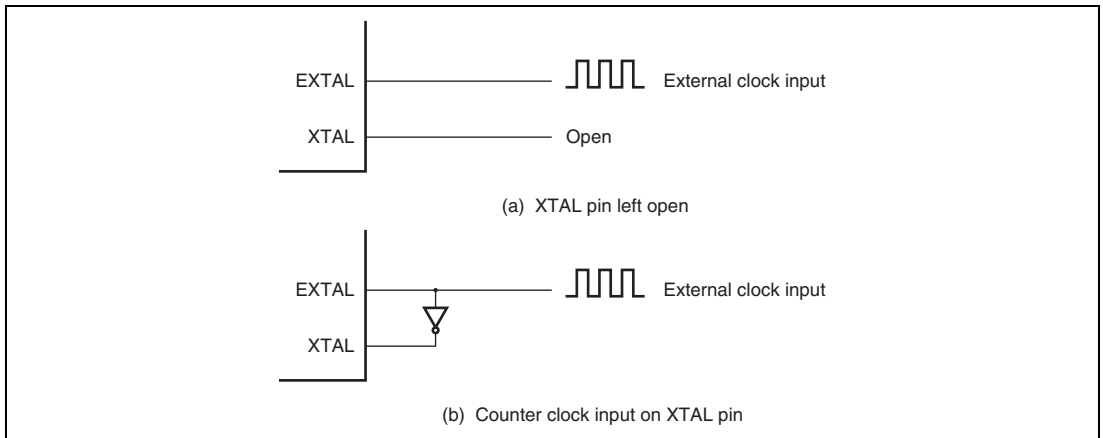 EXTAL External clock input
XTAL Open
(a) XTAL pin left open
EXTAL External clock input
XTAL
(b) Counter clock input on XTAL pin